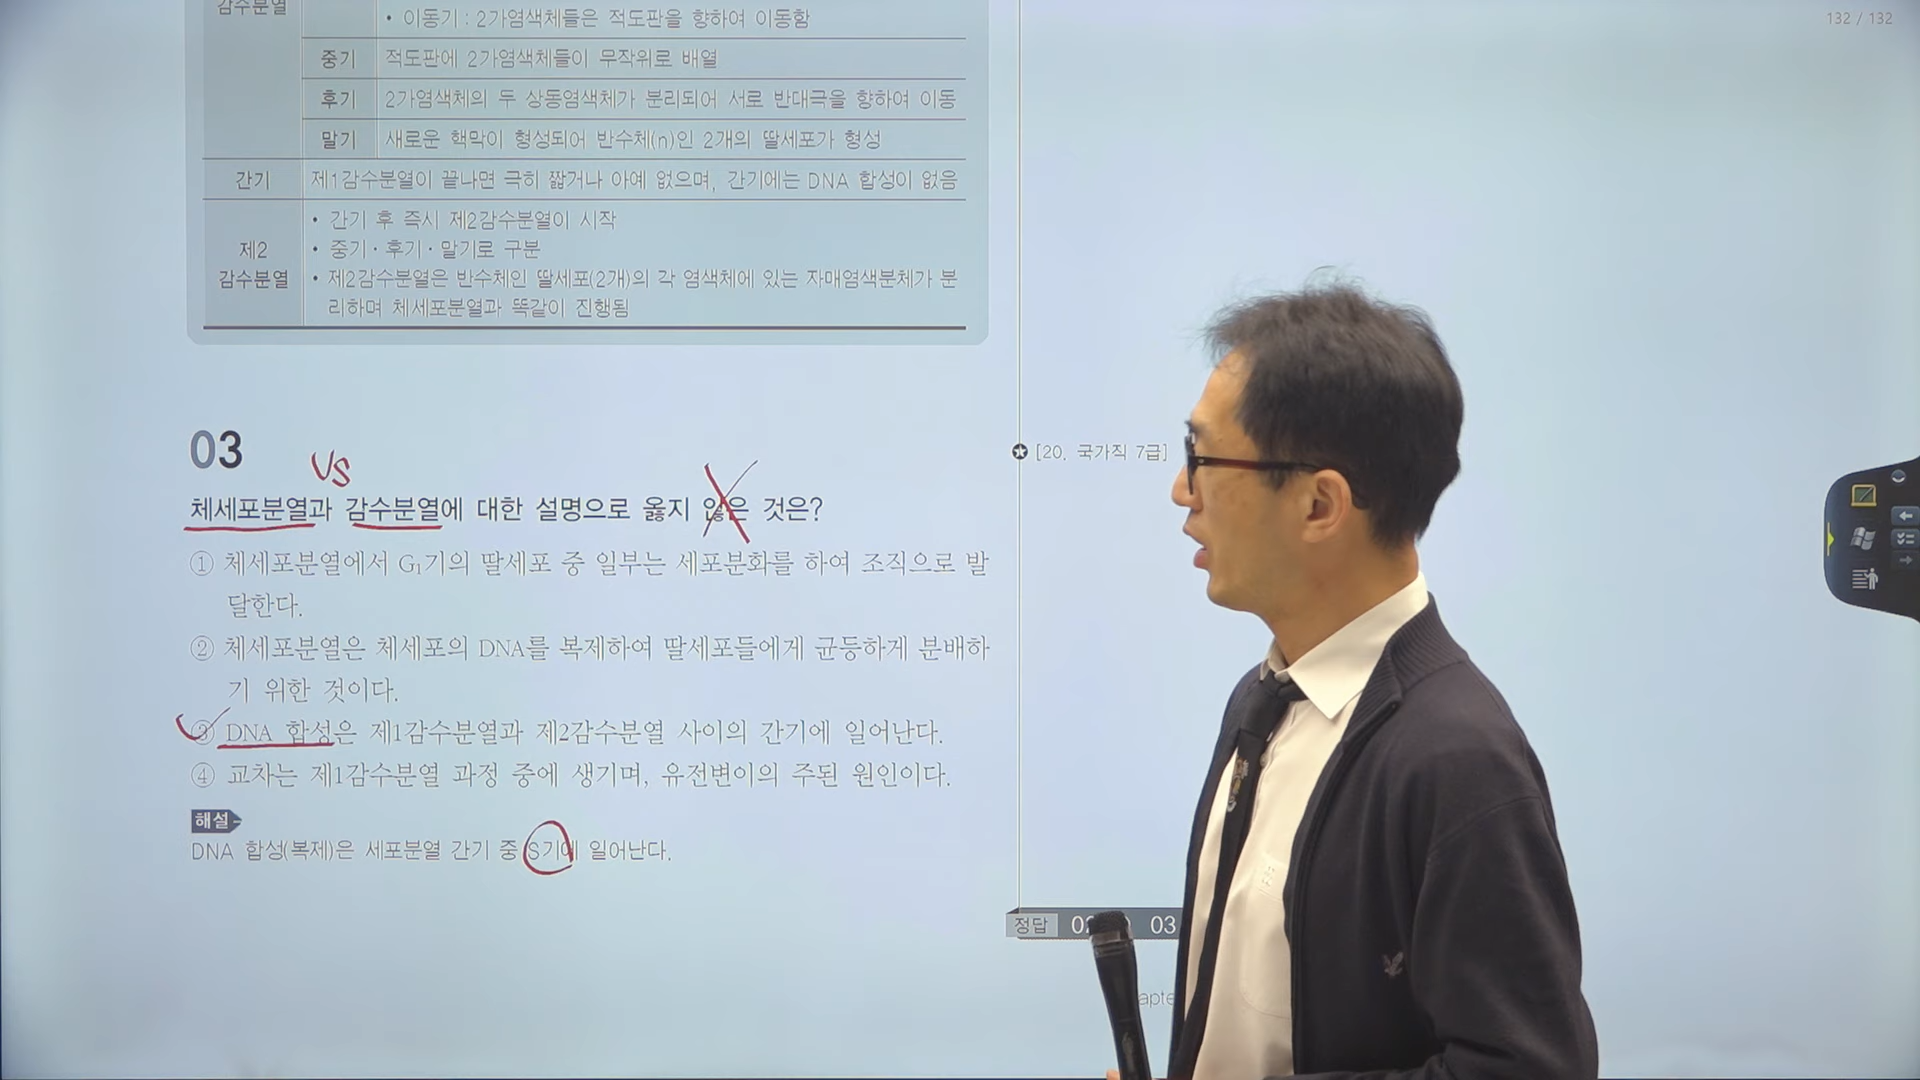 132 / 132
감수분열
• 이동기 : 2가염색체들은 적도판을 향하여 이동함
중기 적도판에 2가염색체들이 무작위로 배열
후기 2가염색체의 두 상동염색체가 분리되어 서로 반대극을 향하여 이동
말기 새로운 핵막이 형성되어 반수체(n)인 2개의 딸세포가 형성
간기 제1감수분열이 끝나면 극히 짧거나 아예 없으며, 간기에는 DNA 합성이 없음
제2 감수분열
• 간기 후 즉시 제2감수분열이 시작
• 중기 · 후기 · 말기로 구분
• 제2감수분열은 반수체인 딸세포(2개)의 각 염색체에 있는 자매염색분체가 분
리하며 체세포분열과 똑같이 진행됨
03
VS
[20. 국가직 7급]
체세포분열과 감수분열에 대한 설명으로 옳지 않은 것은?
① 체세포분열에서 G₁기의 딸세포 중 일부는 세포분화를 하여 조직으로 발
달한다.
② 체세포분열은 체세포의 DNA를 복제하여 딸세포들에게 균등하게 분배하
기 위한 것이다.
③ DNA 합성은 제1감수분열과 제2감수분열 사이의 간기에 일어난다.
④ 교차는 제1감수분열 과정 중에 생기며, 유전변이의 주된 원인이다.
해설
DNA 합성(복제)은 세포분열 간기 중 S기에 일어난다.
정답 03